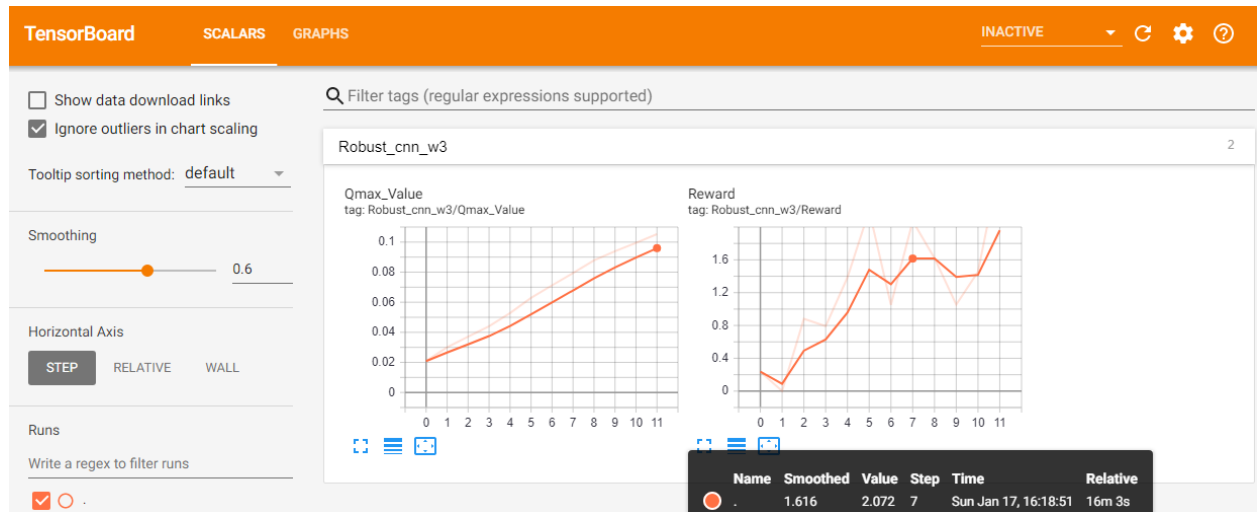 TensorBoard SCALARS GRAPHS INACTIVE
Show data download links
Ignore outliers in chart scaling
Tooltip sorting method: default
Smoothing
0.6
Horizontal Axis
STEP RELATIVE WALL
Runs
Write a regex to filter runs
.
Filter tags (regular expressions supported)
Robust_cnn_w3 2
Qmax_Value
tag: Robust_cnn_w3/Qmax_Value
0.1
0.08
0.06
0.04
0.02
0
0 1 2 3 4 5 6 7 8 9 10 11
Reward
tag: Robust_cnn_w3/Reward
1.6
1.2
0.8
0.4
0
0 1 2 3 4 5 6 7 8 9 10 11
Name Smoothed Value Step Time Relative
. 1.616 2.072 7 Sun Jan 17, 16:18:51 16m 3s